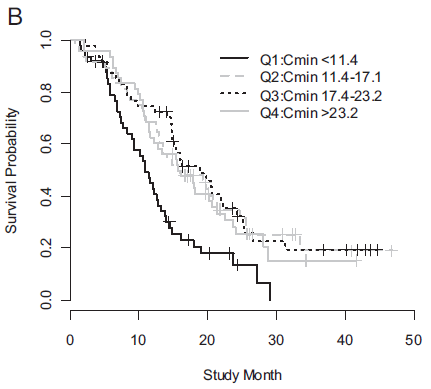 B
Q1:Cmin <11.4
Q2:Cmin 11.4-17.1
Q3:Cmin 17.4-23.2
Q4:Cmin >23.2
Survival Probability
1.0
0.8
0.6
0.4
0.2
0.0
0 10 20 30 40 50
Study Month